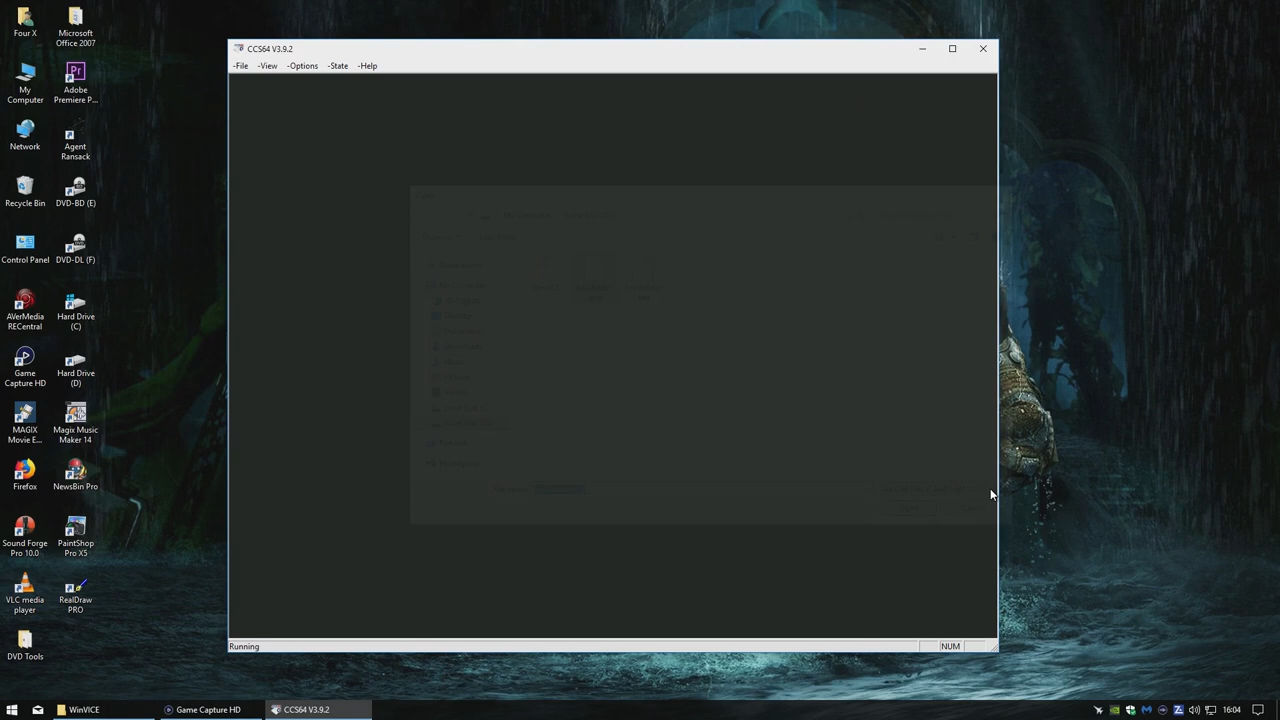 Four X
Microsoft
Office 2007
My
Computer
Adobe
Premiere P...
Network
Agent
Ransack
Recycle Bin
DVD-BD (E)
Control Panel
DVD-DL (F)
AVerMedia
RECentral
Hard Drive
(C)
Game
Capture HD
Hard Drive
(D)
MAGIX
Movie E...
Magix Music
Maker 14
Firefox
NewsBin Pro
Sound Forge
Pro 10.0
PaintShop
Pro X5
VLC media
player
RealDraw
PRO
DVD Tools
CCS64 V3.9.2
-File -View -Options -State -Help
Running
NUM
WinVICE
Game Capture HD
CCS64 V3.9.2
16:04